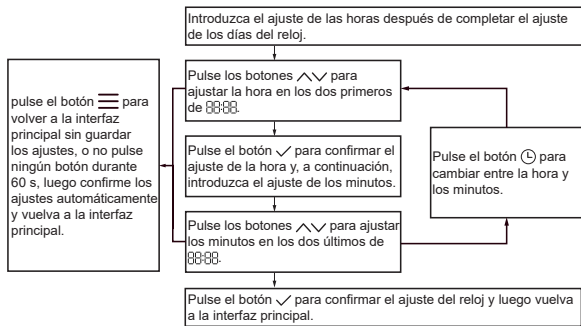 Introduzca el ajuste de las horas después de completar el ajuste
de los días del reloj.
Pulse los botones para
ajustar la hora en los dos primeros
de 88:88.
Pulse el botón ✓ para confirmar el
ajuste de la hora y, a continuación,
introduzca el ajuste de los minutos.
Pulse los botones para ajustar
los minutos en los dos últimos de
88:88.
Pulse el botón ✓ para confirmar el ajuste del reloj y luego vuelva
a la interfaz principal.
pulse el botón para
volver a la interfaz
principal sin guardar
los ajustes, o no pulse
ningún botón durante
60 s, luego confirme los
ajustes automáticamente
y vuelva a la interfaz
principal.
Pulse el botón para
cambiar entre la hora y
los minutos.